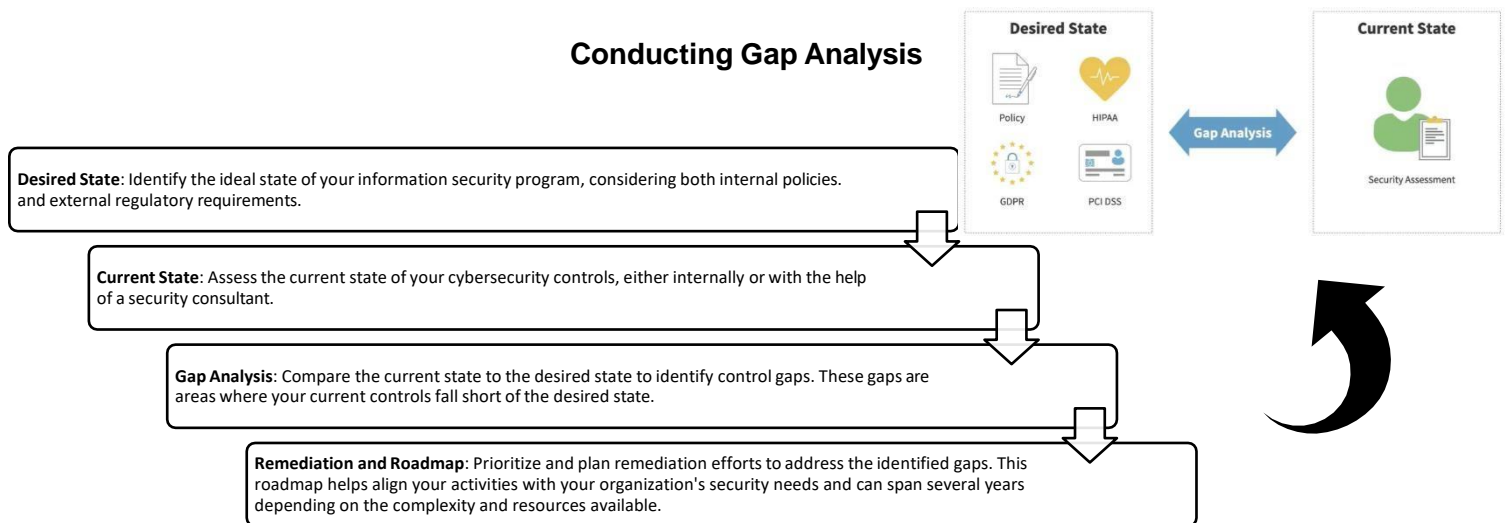 Conducting Gap Analysis
Desired State
Policy
HIPAA
GDPR
PCI DSS
Gap Analysis
Current State
Security Assessment
Desired State: Identify the ideal state of your information security program, considering both internal policies.
and external regulatory requirements.
Current State: Assess the current state of your cybersecurity controls, either internally or with the help
of a security consultant.
Gap Analysis: Compare the current state to the desired state to identify control gaps. These gaps are
areas where your current controls fall short of the desired state.
Remediation and Roadmap: Prioritize and plan remediation efforts to address the identified gaps. This
roadmap helps align your activities with your organization's security needs and can span several years
depending on the complexity and resources available.